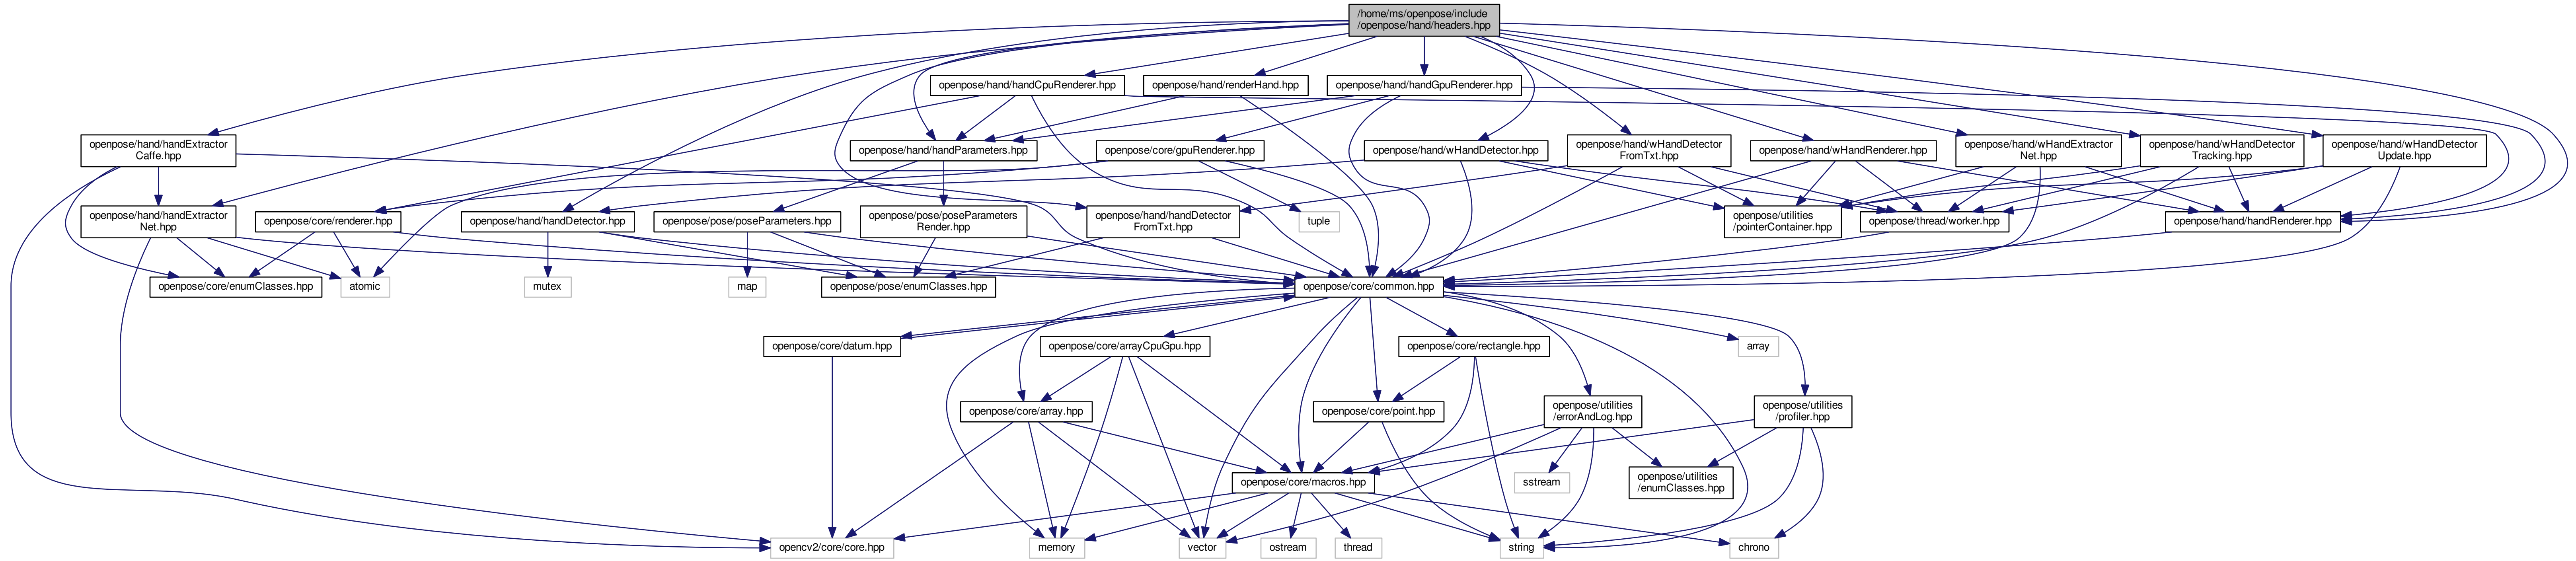 /home/ms/openpose/include
/openpose/hand/headers.hpp
openpose/hand/handCpuRenderer.hpp
openpose/hand/renderHand.hpp
openpose/hand/handGpuRenderer.hpp
openpose/hand/handExtractor
Caffe.hpp
openpose/hand/handParameters.hpp
openpose/core/gpuRenderer.hpp
openpose/hand/wHandDetector.hpp
openpose/hand/wHandDetector
FromTxt.hpp
openpose/hand/wHandRenderer.hpp
openpose/hand/wHandExtractor
Net.hpp
openpose/hand/wHandDetector
Tracking.hpp
openpose/hand/wHandDetector
Update.hpp
openpose/hand/handExtractor
Net.hpp
openpose/core/renderer.hpp
openpose/hand/handDetector.hpp
openpose/pose/poseParameters.hpp
openpose/pose/poseParameters
Render.hpp
openpose/hand/handDetector
FromTxt.hpp
tuple
openpose/utilities
/pointerContainer.hpp
openpose/thread/worker.hpp
openpose/hand/handRenderer.hpp
openpose/core/enumClasses.hpp
atomic
mutex
map
openpose/pose/enumClasses.hpp
openpose/core/common.hpp
openpose/core/datum.hpp
openpose/core/arrayCpuGpu.hpp
openpose/core/rectangle.hpp
array
openpose/core/array.hpp
openpose/core/point.hpp
openpose/utilities
/errorAndLog.hpp
openpose/utilities
/profiler.hpp
openpose/core/macros.hpp
sstream
openpose/utilities
/enumClasses.hpp
opencv2/core/core.hpp
memory
vector
ostream
thread
string
chrono